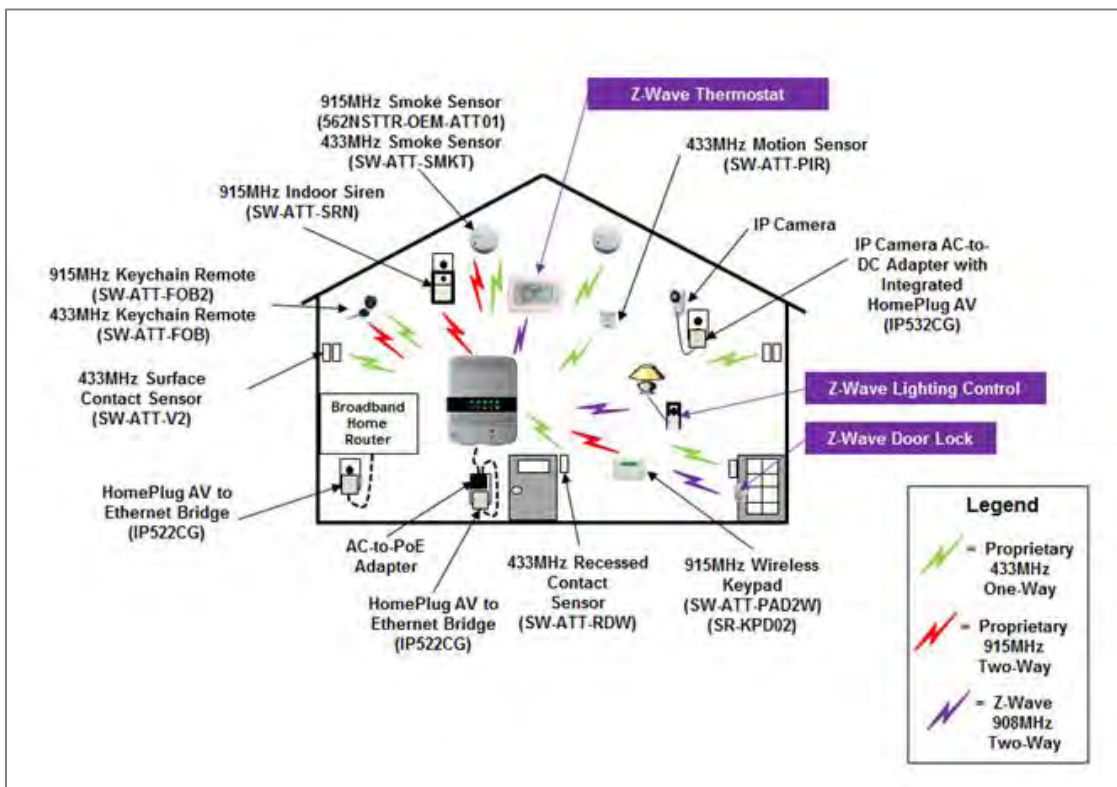 915MHz Smoke Sensor
(562NSTTR-OEM-ATT01)
433MHz Smoke Sensor
(SW-ATT-SMKT)
Z-Wave Thermostat
433MHz Motion Sensor
(SW-ATT-PIR)
915MHz Indoor Siren
(SW-ATT-SRN)
IP Camera
IP Camera AC-to-
DC Adapter with
Integrated
HomePlug AV
(IP532CG)
915MHz Keychain Remote
(SW-ATT-FOB2)
433MHz Keychain Remote
(SW-ATT-FOB)
433MHz Surface
Contact Sensor
(SW-ATT-V2)
Broadband
Home
Router
Z-Wave Lighting Control
Z-Wave Door Lock
HomePlug AV to
Ethernet Bridge
(IP522CG)
AC-to-PoE
Adapter
HomePlug AV to
Ethernet Bridge
(IP522CG)
433MHz Recessed
Contact
Sensor
(SW-ATT-RDW)
915MHz Wireless
Keypad
(SW-ATT-PAD2W)
(SR-KPD02)
Legend
= Proprietary
433MHz
One-Way
= Proprietary
915MHz
Two-Way
= Z-Wave
908MHz
Two-Way